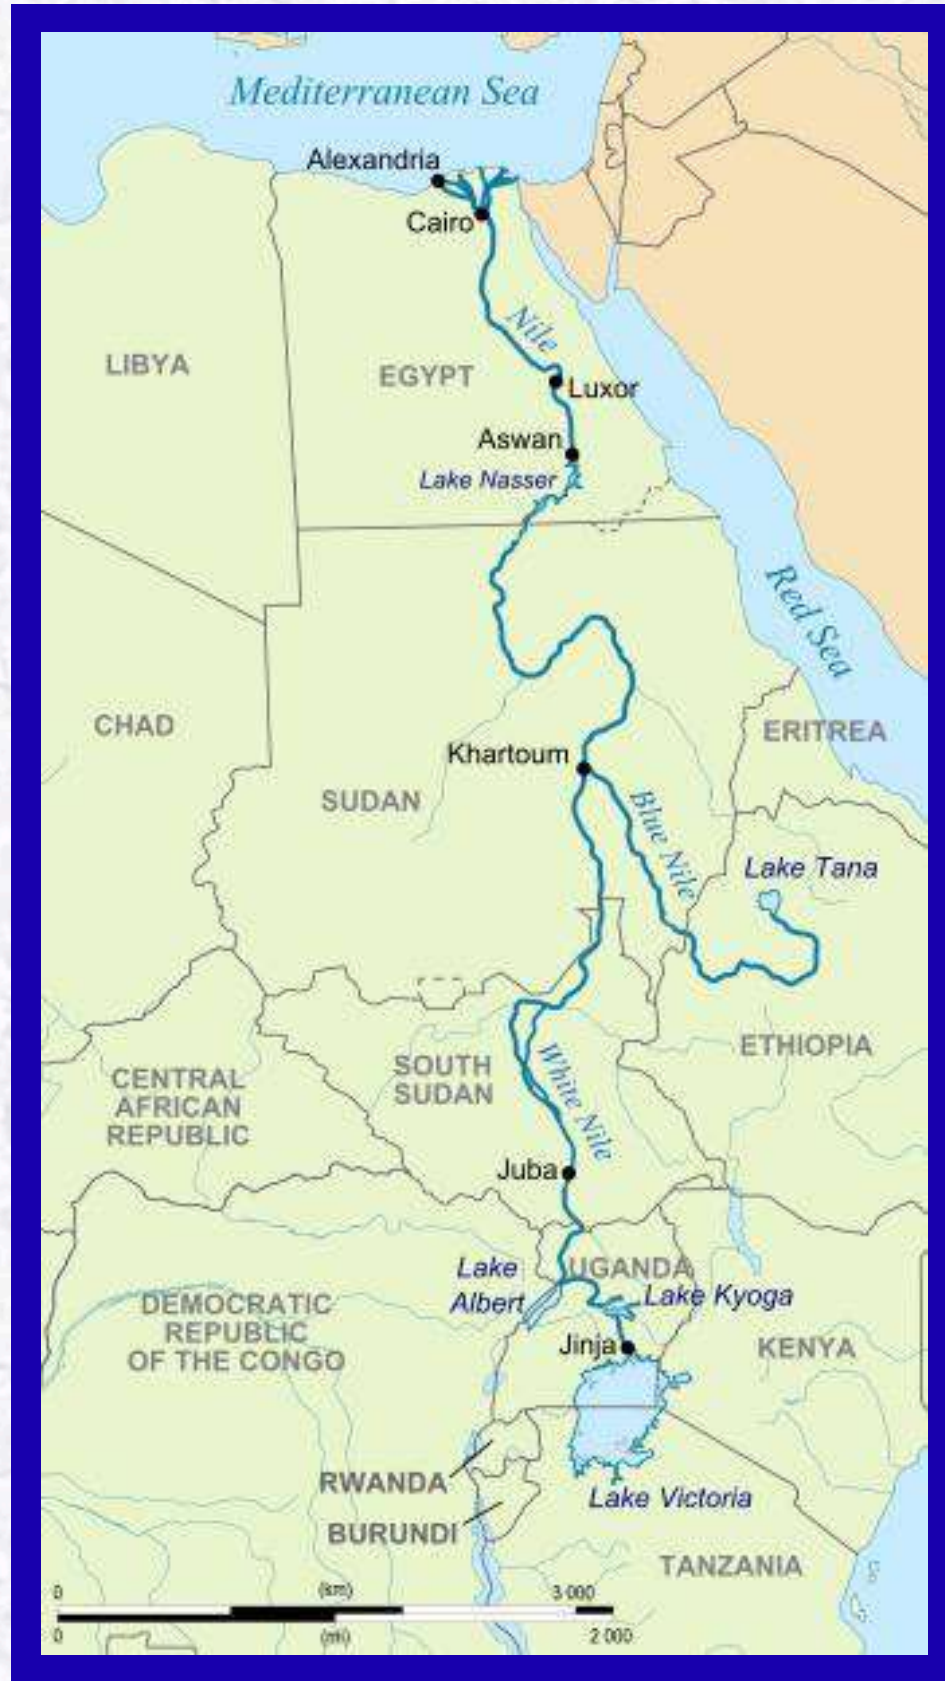 Mediterranean Sea
Alexandria
Cairo
Nile
LIBYA
EGYPT
Luxor
Aswan
Lake Nasser
Red Sea
CHAD
ERITREA
Khartoum
SUDAN
Blue Nile
Lake Tana
ETHIOPIA
SOUTH
SUDAN
White Nile
CENTRAL
AFRICAN
REPUBLIC
Juba
Lake
Albert
UGANDA
Lake Kyoga
DEMOCRATIC
REPUBLIC
OF THE CONGO
Jinja
KENYA
RWANDA
Lake Victoria
BURUNDI
TANZANIA
0 (km) 3 000
0 (mi) 2 000